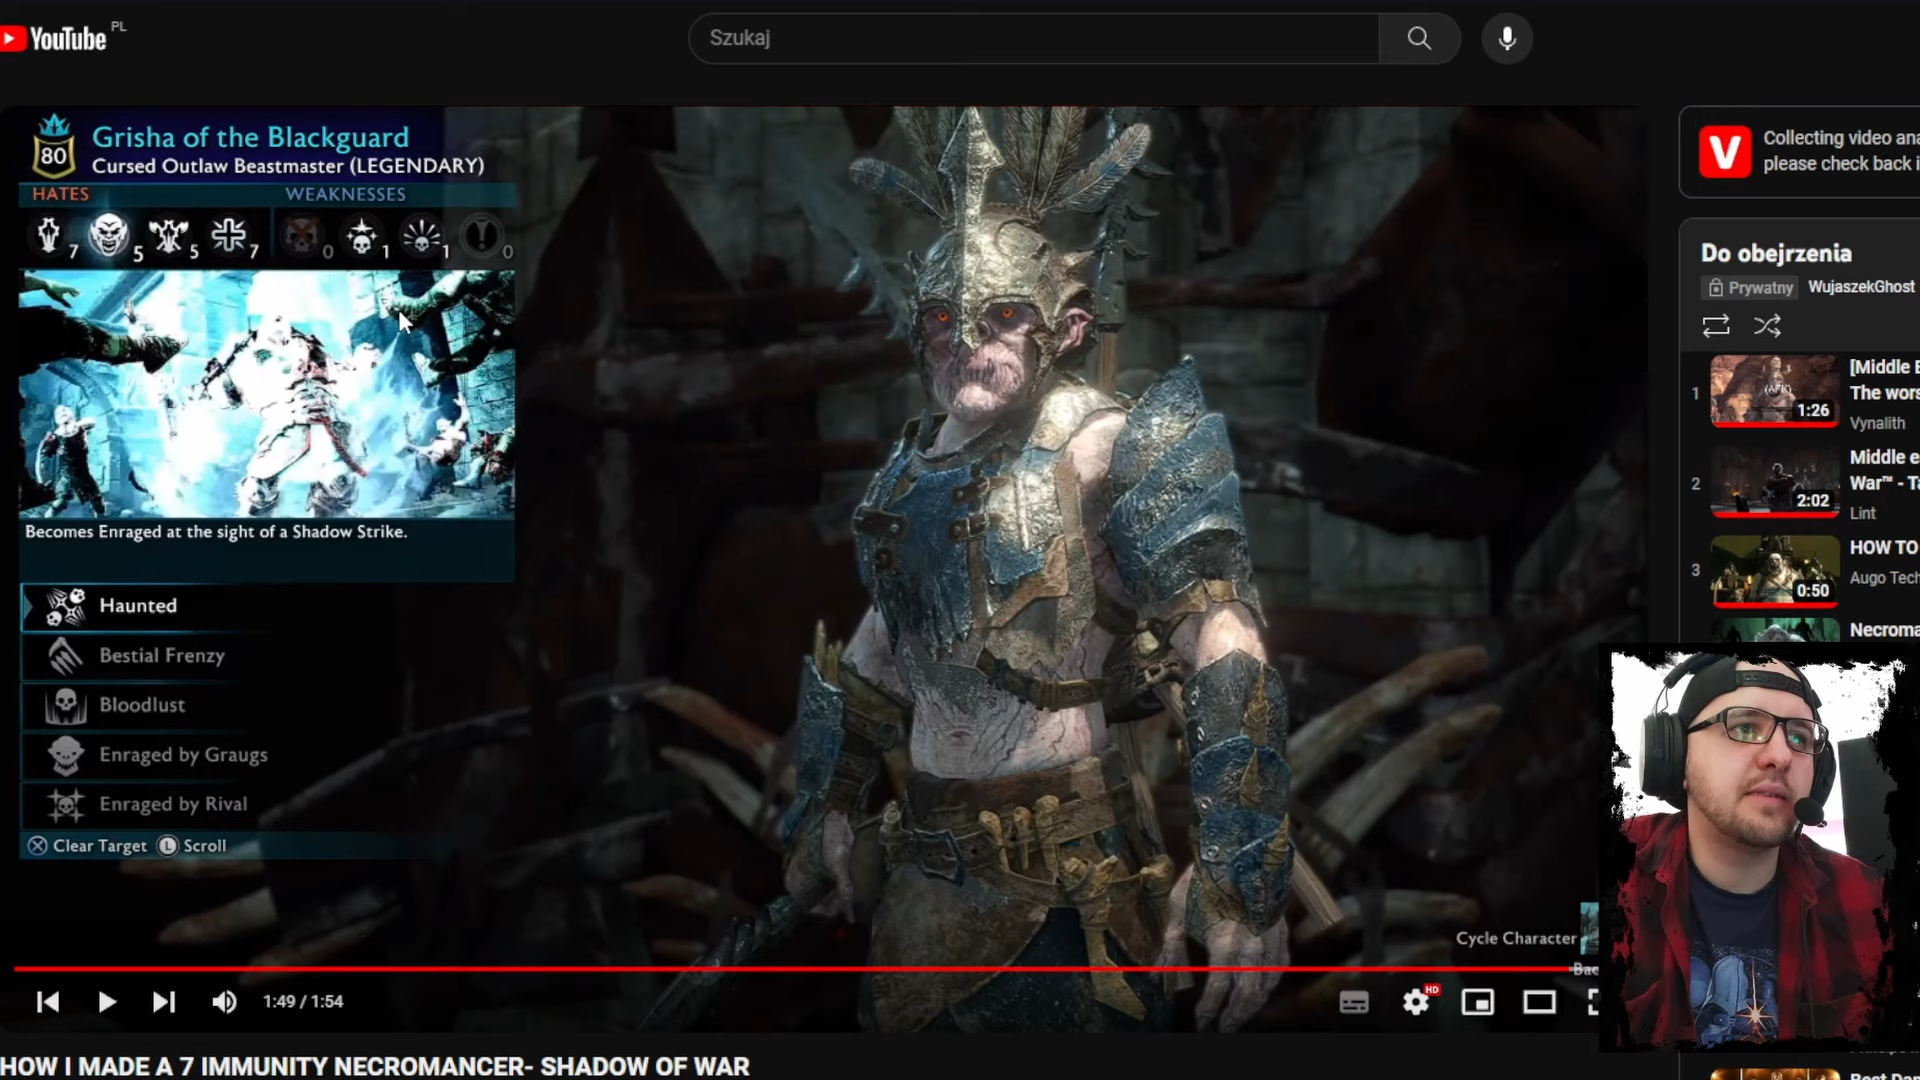 YouTube PL
Szukaj
80
Grisha of the Blackguard
Cursed Outlaw Beastmaster (LEGENDARY)
HATES WEAKNESSES
7 5 5 7 0 1 1 0
Becomes Enraged at the sight of a Shadow Strike.
Haunted
Bestial Frenzy
Bloodlust
Enraged by Graugs
Enraged by Rival
Clear Target L Scroll
Cycle Character
Bac
1:49 / 1:54
HD
HOW I MADE A 7 IMMUNITY NECROMANCER- SHADOW OF WAR
V
Collecting video ana
please check back i
Do obejrzenia
Prywatny WujaszekGhost
1
1:26
[Middle E
The wors
Vynalith
2
2:02
Middle e
War™ - Ta
Lint
3
0:50
HOW TO
Augo Tech
Necroma